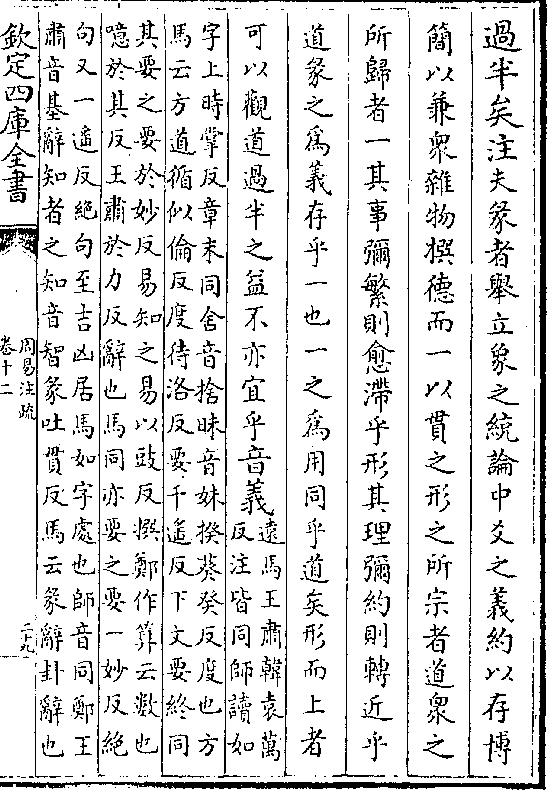 過半矣注夫彖者舉立象之統論中爻之義約以存博
簡以兼衆雜物撰德而一以貫之形之所宗者道衆之
所歸者一其事彌繁則愈滯乎形其理彌約則轉近乎
道彖之爲義存乎一也一之爲用同乎道矣形而上者
可以觀道過半之益不亦宜乎音義遠馬王肅韓袁萬
反注皆同師讀如
字上時掌反章末同舍音捨昧音妹揆葵癸反度也方
馬云方道循似倫反度待洛反要千遙反下文要終同
其要之要於妙反易知之易以豉反撰鄭作算云數也
噫於其反王肅於力反辭也馬同亦要之要一妙反絶
句又一遙反絶句至吉凶居馬如字處也師音同鄭王
肅音基辭知者之知音智彖吐貫反馬云彖辭卦辭也
欽定四庫全書
周易注疏
卷十二
二十九